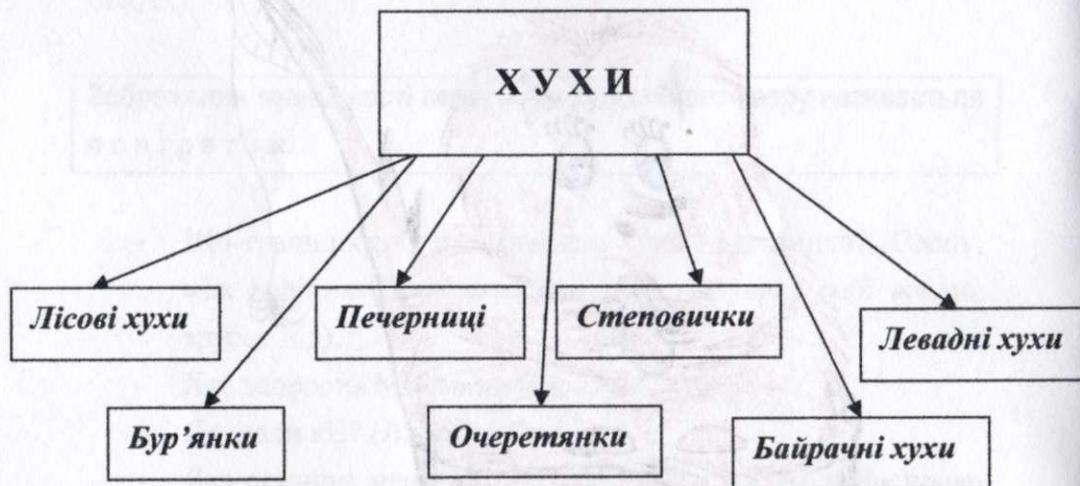 ХУХИ
Лісові хухи
Печерниці
Степовички
Левадні хухи
Бур’янки
Очеретянки
Байрачні хухи